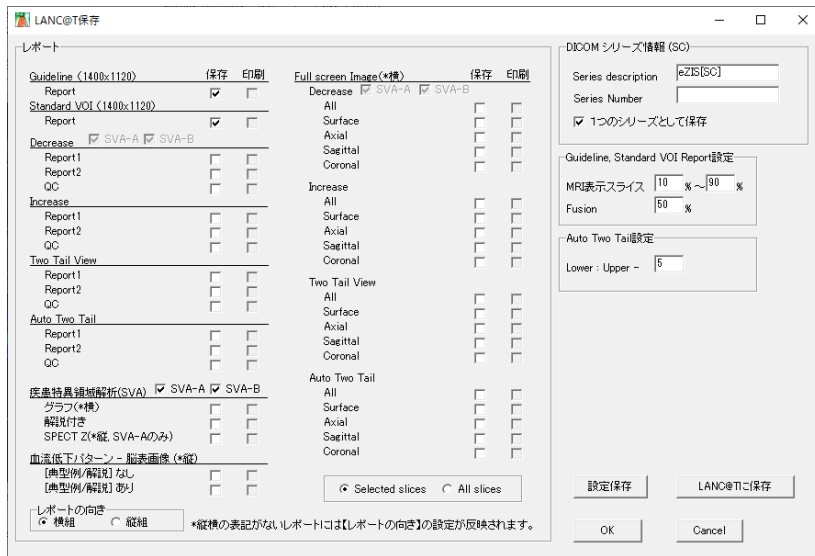 LANC@T保存
レポート
Guideline (1400x1120) 保存 印刷
Report
Standard VOI (1400x1120)
Report
Decrease SVA-A SVA-B
Report1
Report2
QC
Increase
Report1
Report2
QC
Two Tail View
Report1
Report2
QC
Auto Two Tail
Report1
Report2
QC
疾患特異領域解析(SVA) SVA-A SVA-B
グラフ(*横)
解説付き
SPECT Z(*縦, SVA-Aのみ)
血流低下パターン - 脳表画像 (*縦)
[典型例/解説] なし
[典型例/解説] あり
レポートの向き
横組 縦組
*縦横の表記がないレポートには【レポートの向き】の設定が反映されます。
Full screen Image(*横) 保存 印刷
Decrease SVA-A SVA-B
All
Surface
Axial
Sagittal
Coronal
Increase
All
Surface
Axial
Sagittal
Coronal
Two Tail View
All
Surface
Axial
Sagittal
Coronal
Auto Two Tail
All
Surface
Axial
Sagittal
Coronal
Selected slices All slices
DICOM シリーズ情報 (SC)
Series description eZIS[SC]
Series Number
1つのシリーズとして保存
Guideline, Standard VOI Report設定
MRI表示スライス 10 % ～ 90 %
Fusion 50 %
Auto Two Tail設定
Lower : Upper - 5
設定保存 LANC@Tに保存
OK Cancel